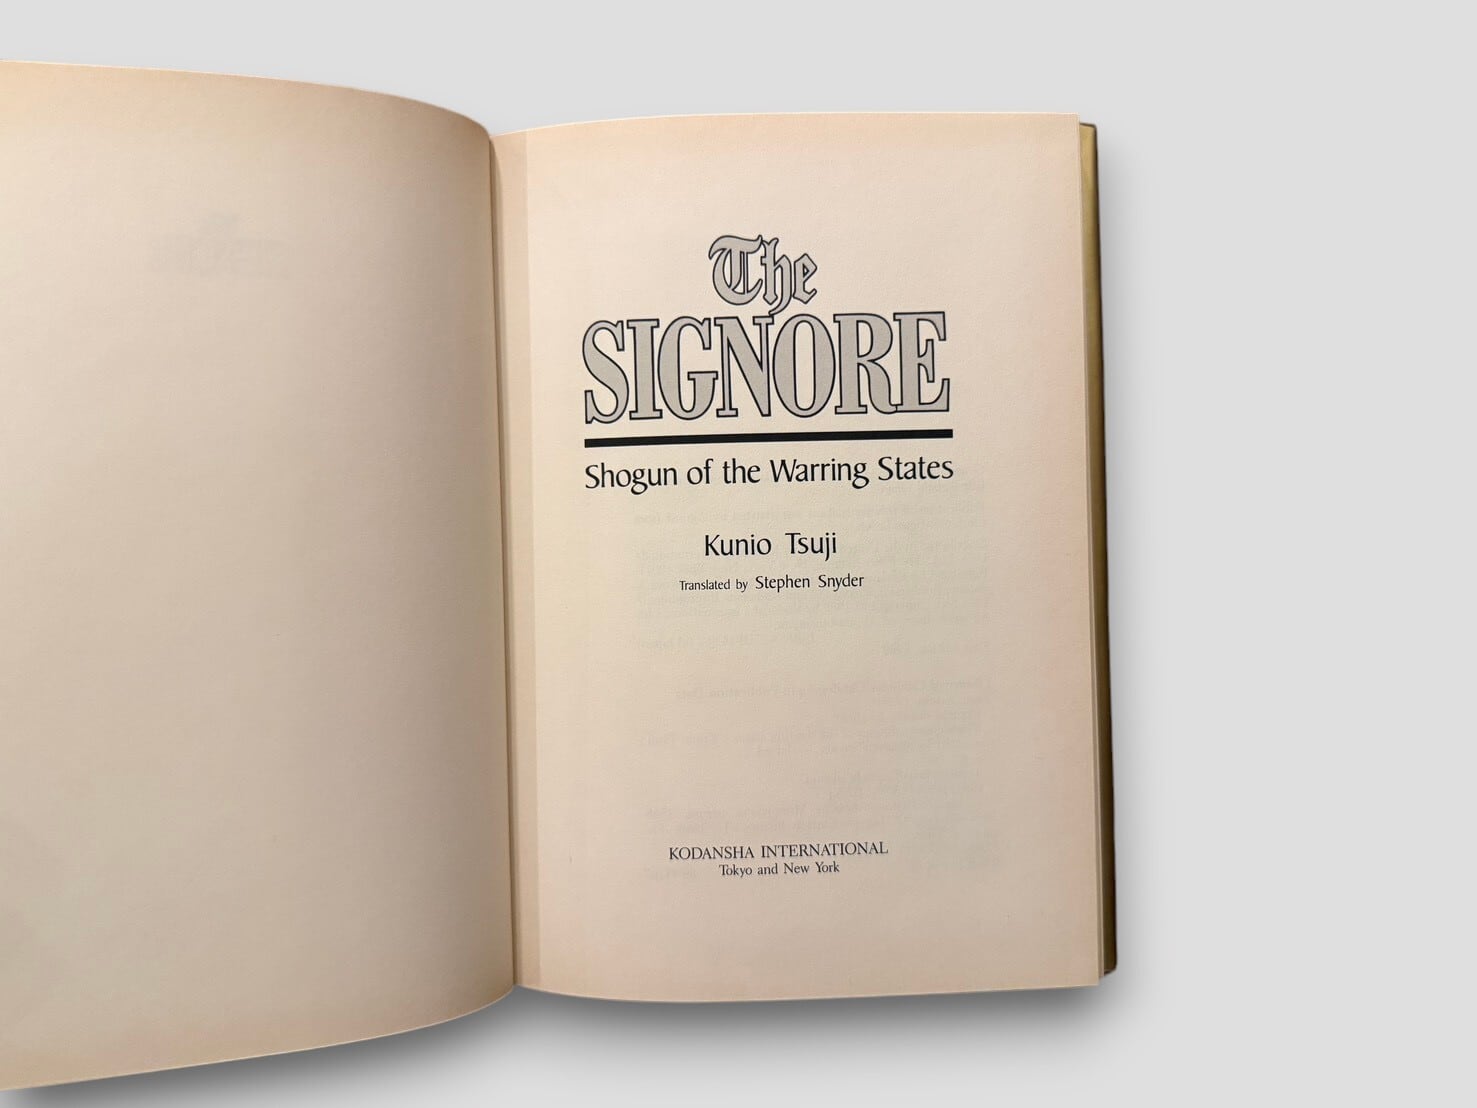 The
SIGNORE
Shogun of the Warring States
Kunio Tsuji
Translated by Stephen Snyder
KODANSHA INTERNATIONAL
Tokyo and New York